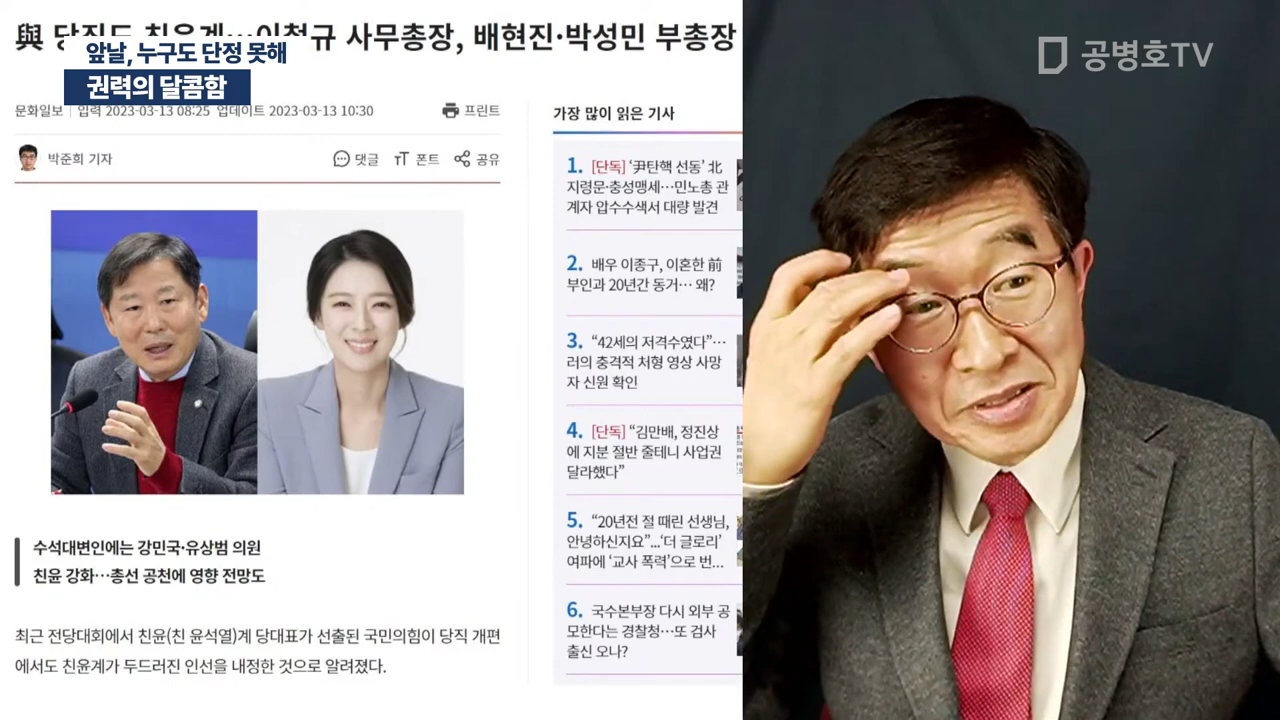 與 당직도 친윤계…이철규 사무총장, 배현진·박성민 부총장
앞날, 누구도 단정 못해
권력의 달콤함
문화일보 입력 2023-03-13 08:25 업데이트 2023-03-13 10:30
프린트
박준희 기자
댓글 폰트 공유
수석대변인에는 강민국·유상범 의원
친윤 강화…총선 공천에 영향 전망도
최근 전당대회에서 친윤(친 윤석열)계 당대표가 선출된 국민의힘이 당직 개편
에서도 친윤계가 두드러진 인선을 내정한 것으로 알려졌다.
가장 많이 읽은 기사
1. [단독] ‘尹탄핵 선동’ 北
지령문·충성맹세…민노총 관
계자 압수수색서 대량 발견
2. 배우 이종구, 이혼한 前
부인과 20년간 동거… 왜?
3. “42세의 저격수였다”…
러의 충격적 처형 영상 사망
자 신원 확인
4. [단독] “김만배, 정진상
에 지분 절반 줄테니 사업권
달라했다”
5. “20년전 절 때린 선생님,
안녕하신지요”...‘더 글로리’
여파에 ‘교사 폭력’으로 번...
6. 국수본부장 다시 외부 공
모한다는 경찰청…또 검사
출신 오나?
공병호TV